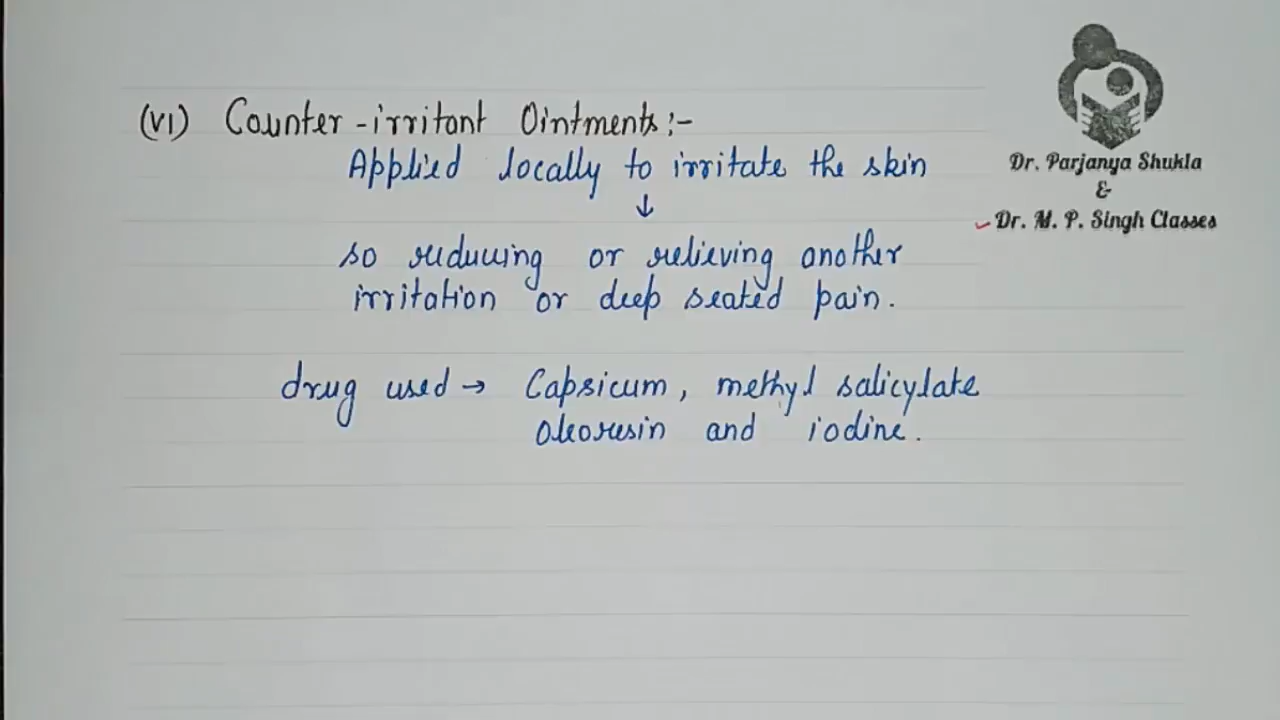 (VI) Counter-irritant Ointments:-
Applied locally to irritate the skin
↓
so reducing or relieving another
irritation or deep seated pain.
drug used → Capsicum, methyl salicylate
Oleoresin and iodine.
Dr. Parjanya Shukla
&
Dr. M. P. Singh Classes